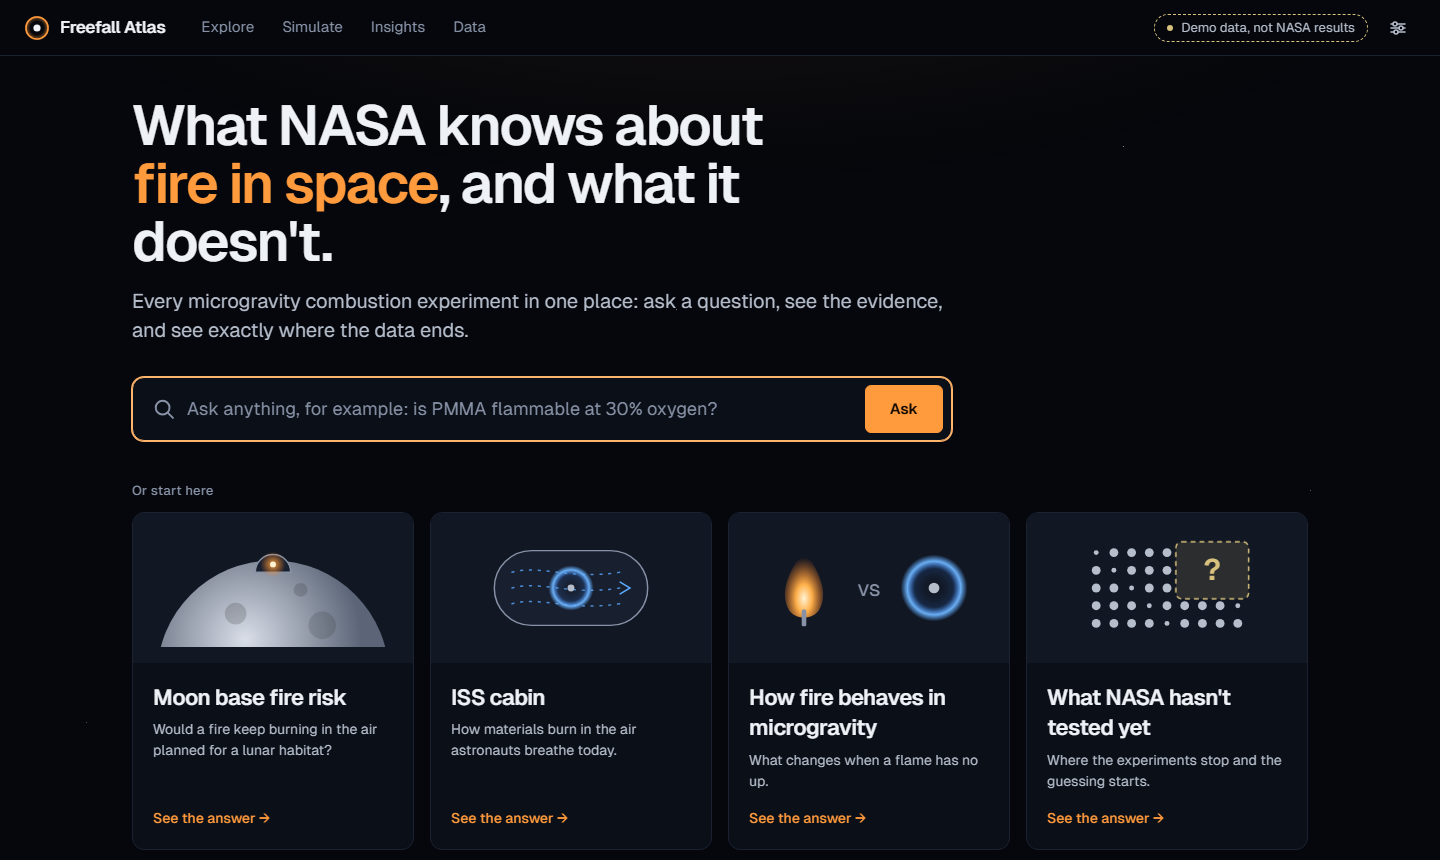 Freefall Atlas
Explore
Simulate
Insights
Data
Demo data, not NASA results
What NASA knows about
fire in space, and what it
doesn't.
Every microgravity combustion experiment in one place: ask a question, see the evidence,
and see exactly where the data ends.
Ask anything, for example: is PMMA flammable at 30% oxygen?
Ask
Or start here
VS
?
Moon base fire risk
Would a fire keep burning in the air
planned for a lunar habitat?
See the answer →
ISS cabin
How materials burn in the air
astronauts breathe today.
See the answer →
How fire behaves in
microgravity
What changes when a flame has no
up.
See the answer →
What NASA hasn't
tested yet
Where the experiments stop and the
guessing starts.
See the answer →